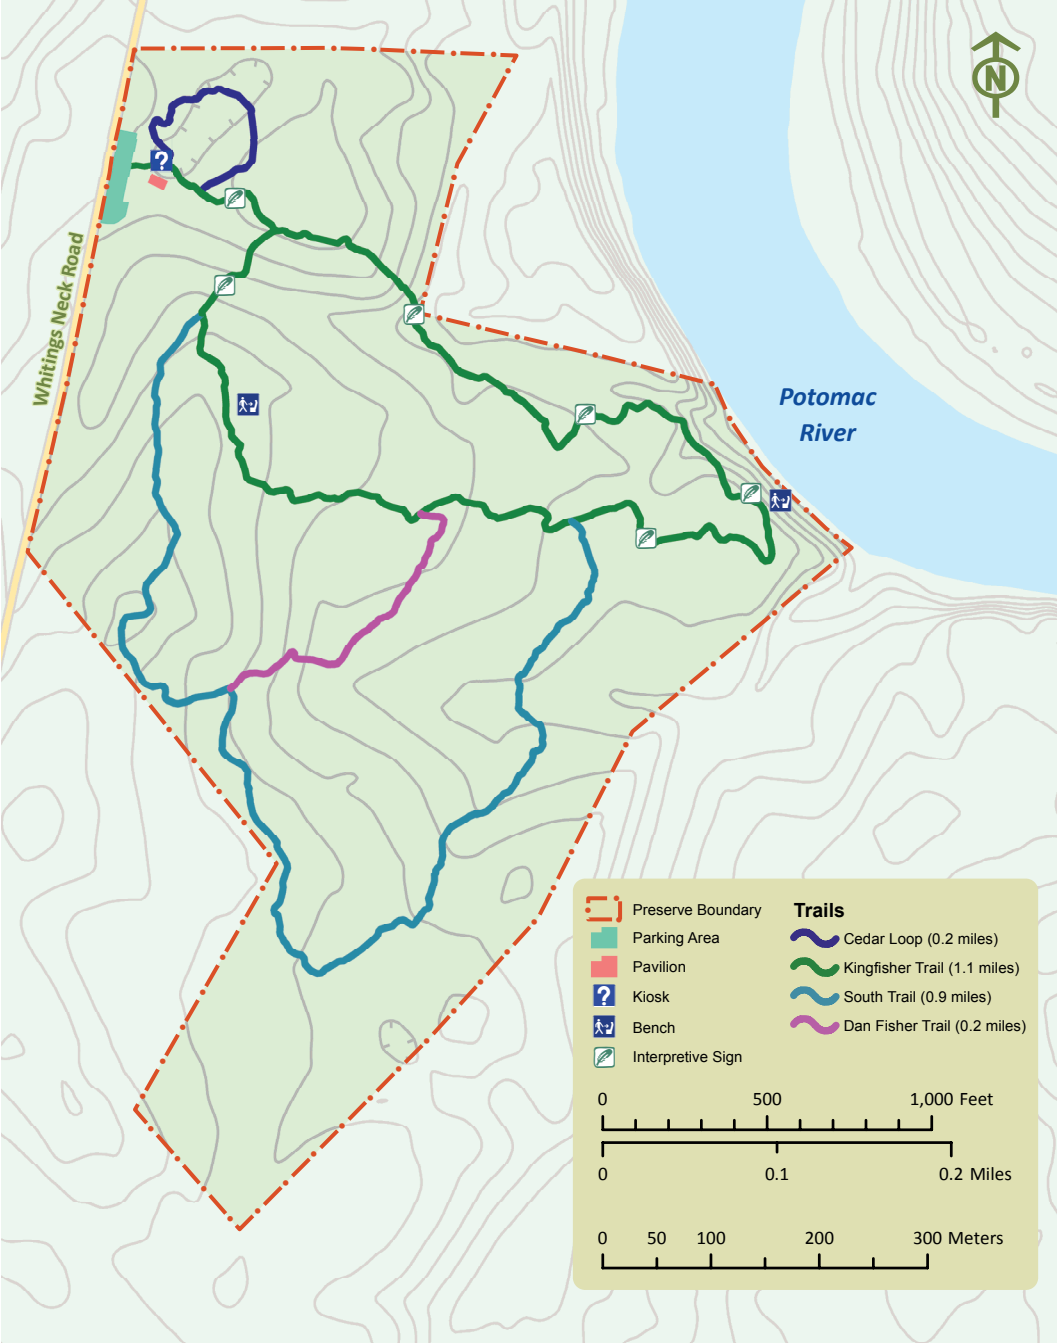 N
Whitings Neck Road
Potomac
River
?
Preserve Boundary
Parking Area
Pavilion
? Kiosk
Bench
Interpretive Sign
Trails
Cedar Loop (0.2 miles)
Kingfisher Trail (1.1 miles)
South Trail (0.9 miles)
Dan Fisher Trail (0.2 miles)
0 500 1,000 Feet
0 0.1 0.2 Miles
0 50 100 200 300 Meters